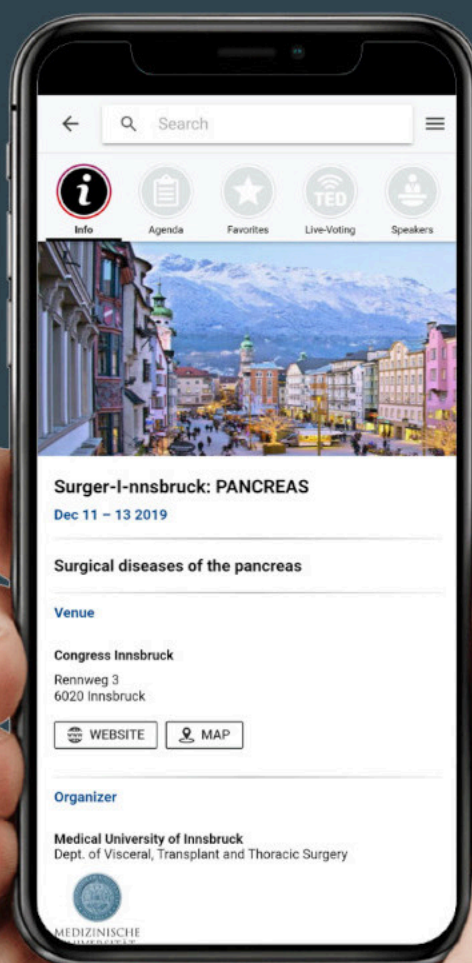 Search
Info
Agenda
Favorites
Live-Voting
Speakers
TED
Surger-I-nnsbruck: PANCREAS
Dec 11 – 13 2019
Surgical diseases of the pancreas
Venue
Congress Innsbruck
Rennweg 3
6020 Innsbruck
WEBSITE
MAP
Organizer
Medical University of Innsbruck
Dept. of Visceral, Transplant and Thoracic Surgery
MEDIZINISCHE
UNIVERSITÄT